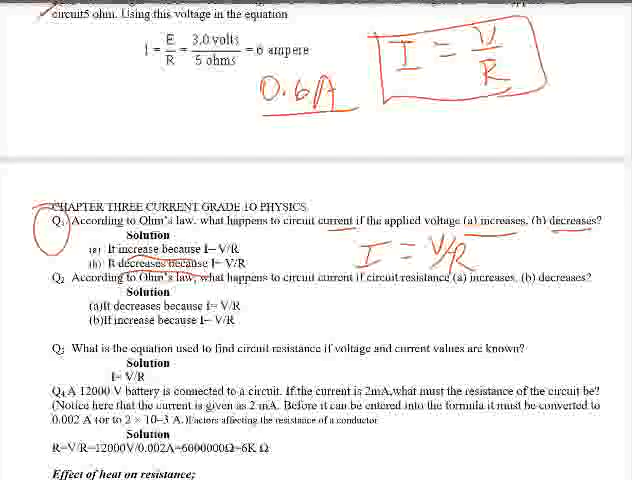 circuit5 ohm. Using this voltage in the equation
I = E/R = 3.0 volts/5 ohms = 6 ampere
I = V/R
0.6A
CHAPTER THREE CURRENT GRADE 10 PHYSICS
Q1 According to Ohm's law, what happens to circuit current if the applied voltage (a) increases, (b) decreases?
Solution
(a) It increase because I= V/R
(b) It decreases because I= V/R
I = V/R
Q2 According to Ohm's law, what happens to circuit current if circuit resistance (a) increases, (b) decreases?
Solution
(a)It decreases because I= V/R
(b)It increase because I= V/R
Q3 What is the equation used to find circuit resistance if voltage and current values are known?
Solution
I= V/R
Q4 A 12000 V battery is connected to a circuit. If the current is 2mA,what must the resistance of the circuit be?
(Notice here that the current is given as 2 mA. Before it can be entered into the formula it must be converted to
0.002 A (or to 2 × 10–3 A.)Factors affecting the resistance of a conductor
Solution
R=V/R=12000V/0.002A=6000000Ω=6K Ω
Effect of heat on resistance;